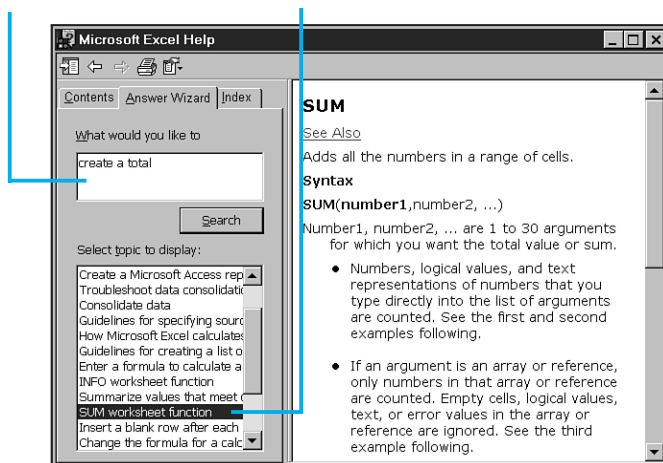 Microsoft Excel Help
Contents Answer Wizard Index
What would you like to
create a total
Search
Select topic to display:
Create a Microsoft Access rep
Troubleshoot data consolidatic
Consolidate data
Guidelines for specifying sourc
How Microsoft Excel calculates
Guidelines for creating a list o
Enter a formula to calculate a
INFO worksheet function
Summarize values that meet
SUM worksheet function
Insert a blank row after each
Change the formula for a calc
SUM
See Also
Adds all the numbers in a range of cells.
Syntax
SUM(number1,number2, ...)
Number1, number2, ... are 1 to 30 arguments
for which you want the total value or sum.
• Numbers, logical values, and text
representations of numbers that you
type directly into the list of arguments
are counted. See the first and second
examples following.
• If an argument is an array or reference,
only numbers in that array or reference
are counted. Empty cells, logical values,
text, or error values in the array or
reference are ignored. See the third
example following.